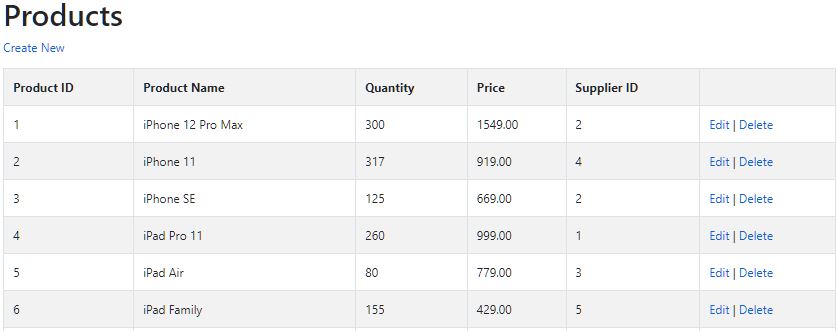 Products
Create New
Product ID Product Name Quantity Price Supplier ID
1 iPhone 12 Pro Max 300 1549.00 2 Edit | Delete
2 iPhone 11 317 919.00 4 Edit | Delete
3 iPhone SE 125 669.00 2 Edit | Delete
4 iPad Pro 11 260 999.00 1 Edit | Delete
5 iPad Air 80 779.00 3 Edit | Delete
6 iPad Family 155 429.00 5 Edit | Delete